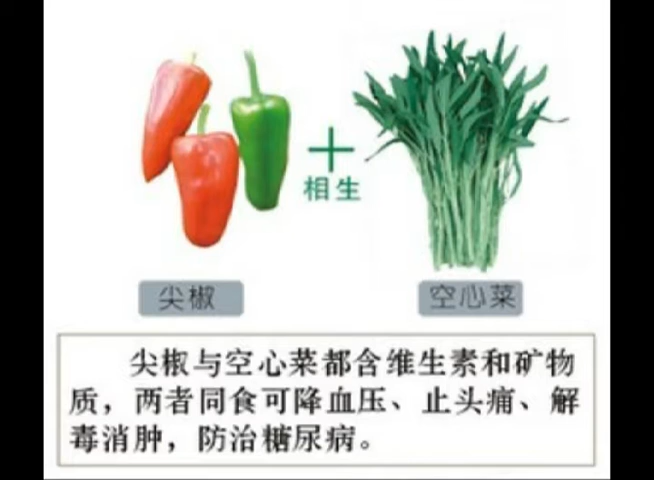 相生
尖椒
空心菜
尖椒与空心菜都含维生素和矿物
质，两者同食可降血压、止头痛、解
毒消肿，防治糖尿病。